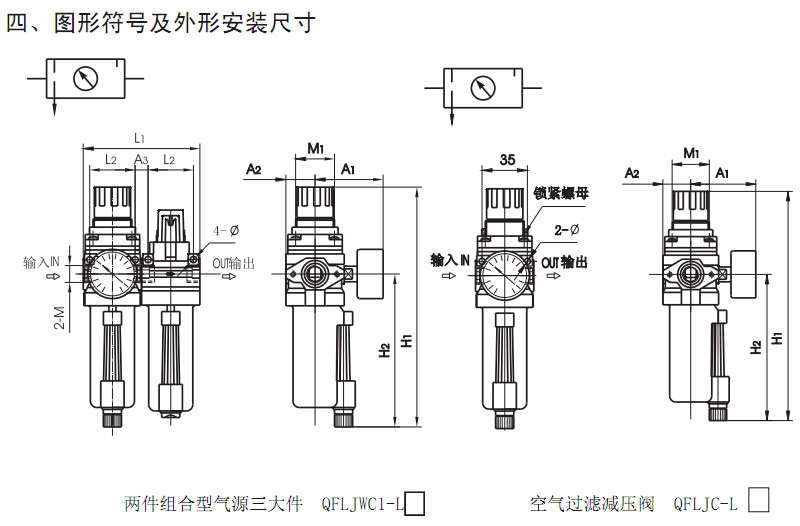 四、图形符号及外形安装尺寸
L1
L2 A3 L2
4-Ø
输入IN
OUT输出
2-M
A2 M1 A1
H2
H1
35
锁紧螺母
2-Ø
输入IN
OUT输出
A2 M1 A1
H2
H1
两件组合型气源三大件 QFLJWC1-L□
空气过滤减压阀 QFLJC-L□